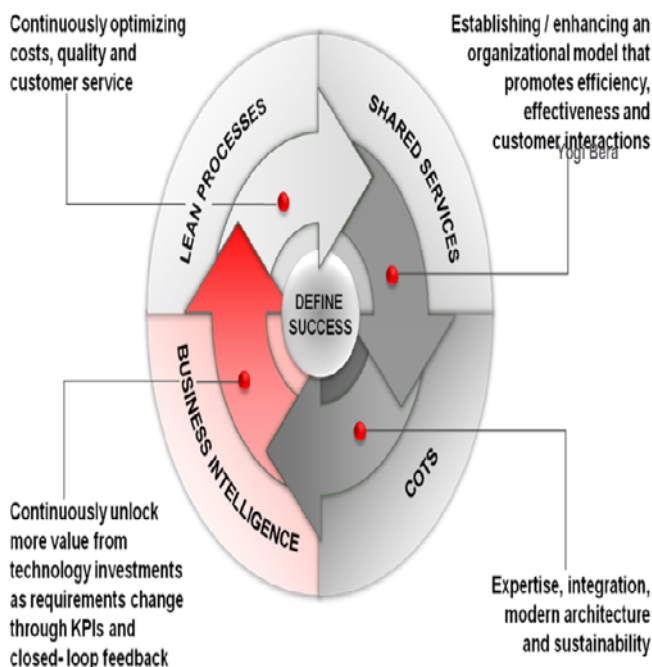 Continuously optimizing
costs, quality and
customer service
Establishing / enhancing an
organizational model that
promotes efficiency,
effectiveness and
customer interactions
Yogi Bera
LEAN PROCESSES
SHARED SERVICES
DEFINE
SUCCESS
BUSINESS INTELLIGENCE
COTS
Continuously unlock
more value from
technology investments
as requirements change
through KPIs and
closed- loop feedback
Expertise, integration,
modern architecture
and sustainability